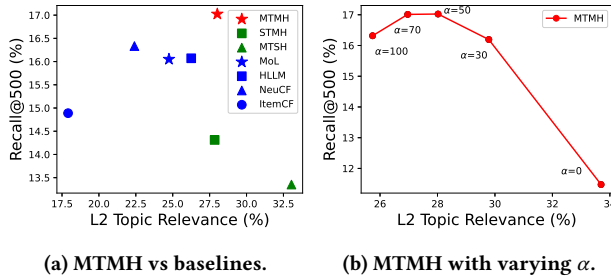 17.0
16.5
16.0
15.5
15.0
14.5
14.0
13.5
Recall@500 (%)
17.5 20.0 22.5 25.0 27.5 30.0 32.5
L2 Topic Relevance (%)
MTMH
STMH
MTSH
MoL
HLLM
NeuCF
ItemCF
(a) MTMH vs baselines.
17
16
15
14
13
12
Recall@500 (%)
26 28 30 32 34
L2 Topic Relevance (%)
MTMH
α=50
α=70
α=100
α=30
α=0
(b) MTMH with varying α.